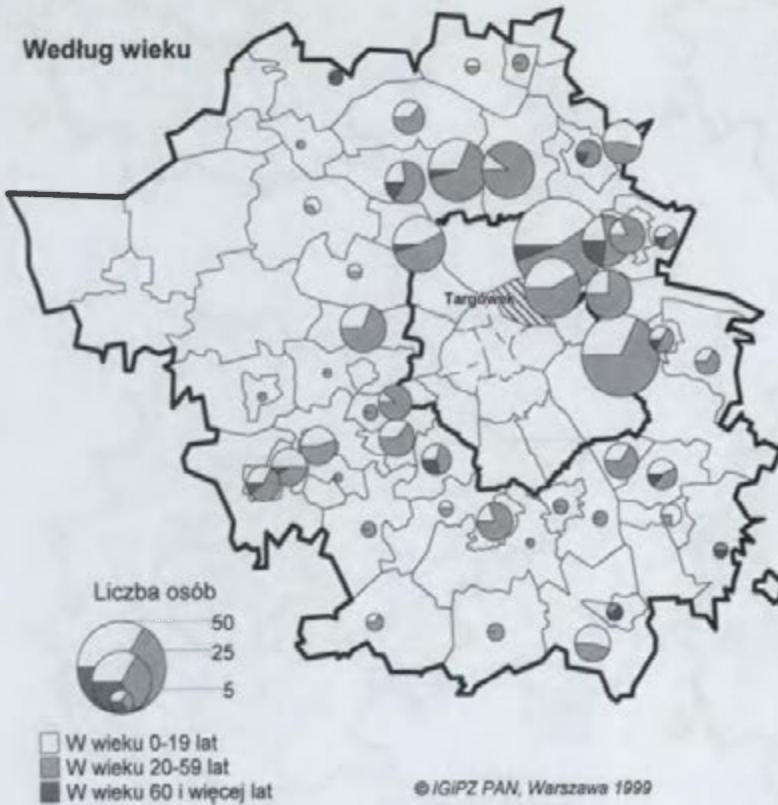 Według wieku
Targówek
Liczba osób
50
25
5
W wieku 0-19 lat
W wieku 20-59 lat
W wieku 60 i więcej lat
© IGiPZ PAN, Warszawa 1999